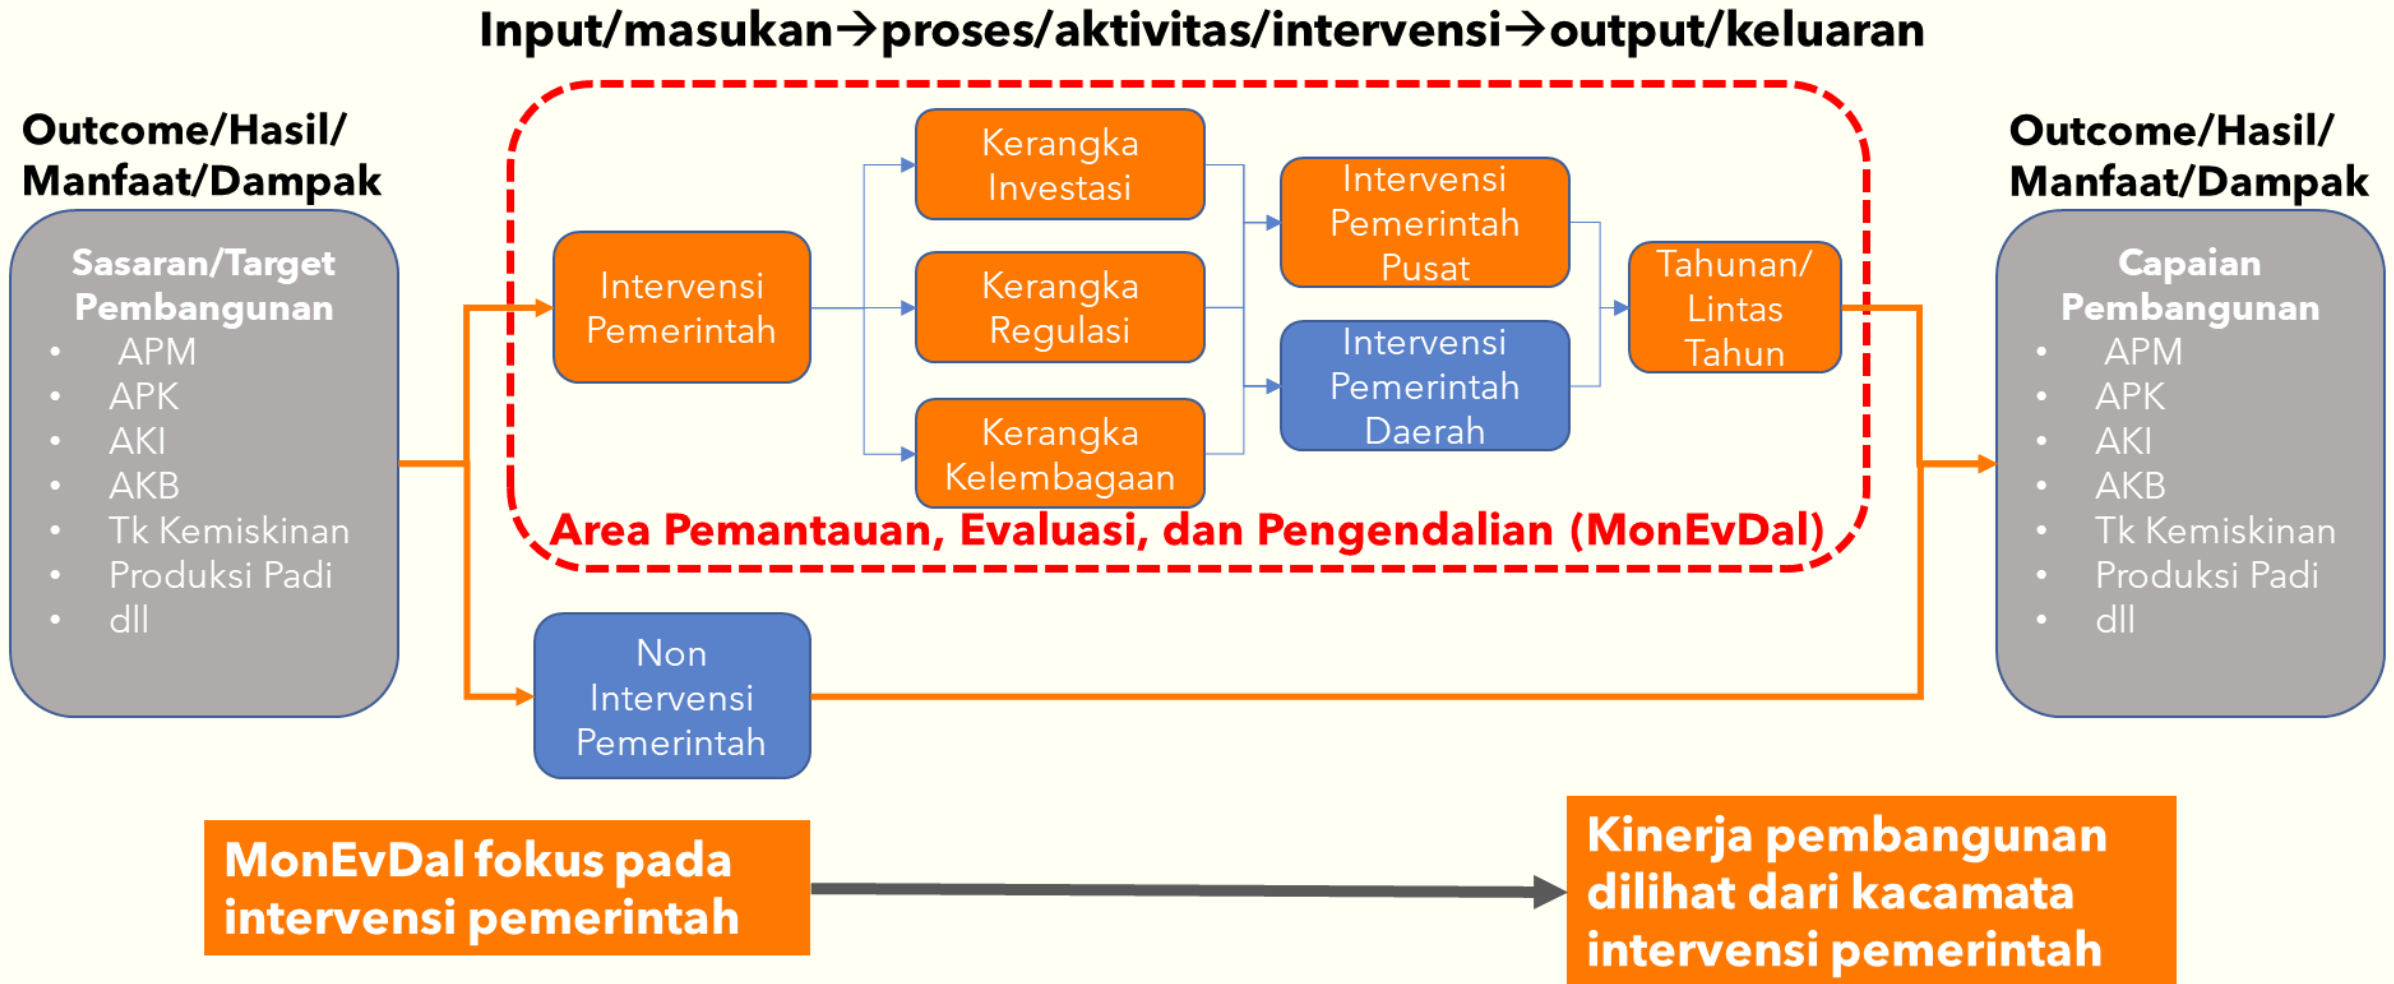 Input/masukan→proses/aktivitas/intervensi→output/keluaran
Outcome/Hasil/
Manfaat/Dampak
Sasaran/Target
Pembangunan
• APM
• APK
• AKI
• AKB
• Tk Kemiskinan
• Produksi Padi
• dll
Intervensi
Pemerintah
Kerangka
Investasi
Kerangka
Regulasi
Kerangka
Kelembagaan
Intervensi
Pemerintah
Pusat
Intervensi
Pemerintah
Daerah
Tahunan/
Lintas
Tahun
Area Pemantauan, Evaluasi, dan Pengendalian (MonEvDal)
Non
Intervensi
Pemerintah
Outcome/Hasil/
Manfaat/Dampak
Capaian
Pembangunan
• APM
• APK
• AKI
• AKB
• Tk Kemiskinan
• Produksi Padi
• dll
MonEvDal fokus pada
intervensi pemerintah
Kinerja pembangunan
dilihat dari kacamata
intervensi pemerintah